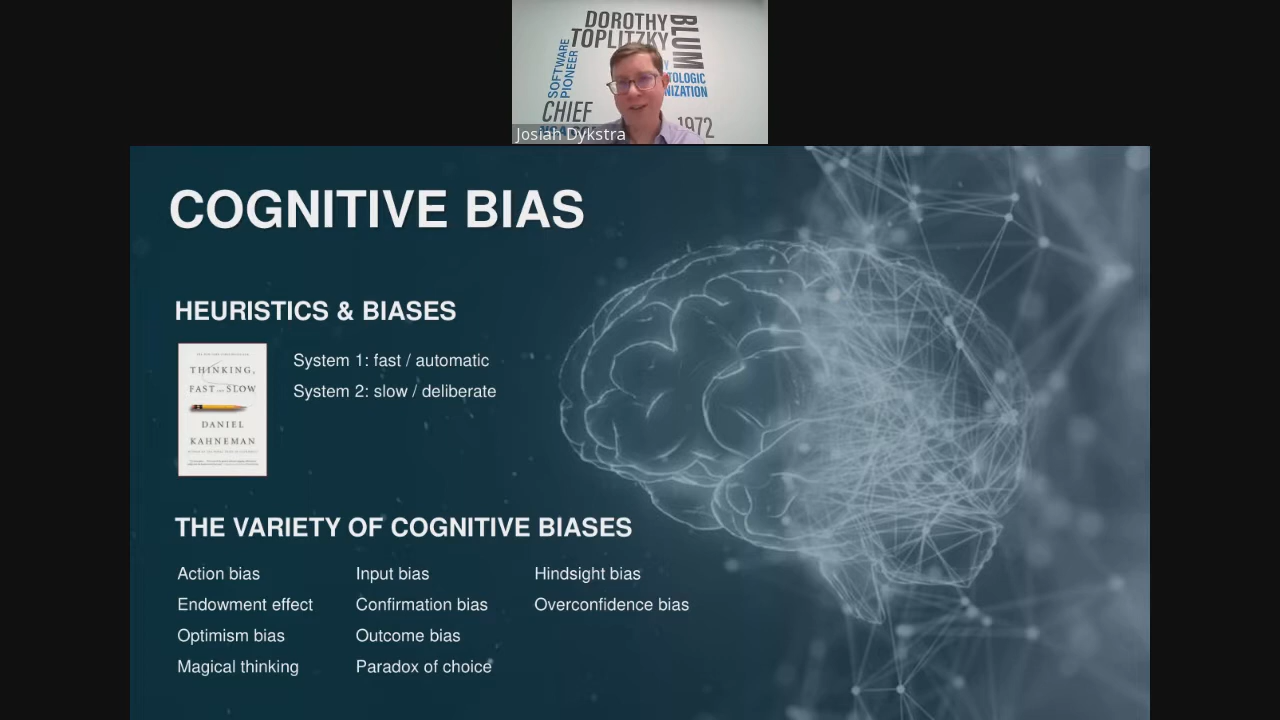 DOROTHY
TOPLITZKY
BLUM
SOFTWARE
PIONEER
CHIEF
1972
Josiah Dykstra
COGNITIVE BIAS
HEURISTICS & BIASES
THINKING,
FAST AND SLOW
DANIEL
KAHNEMAN
System 1: fast / automatic
System 2: slow / deliberate
THE VARIETY OF COGNITIVE BIASES
Action bias
Endowment effect
Optimism bias
Magical thinking
Input bias
Confirmation bias
Outcome bias
Paradox of choice
Hindsight bias
Overconfidence bias